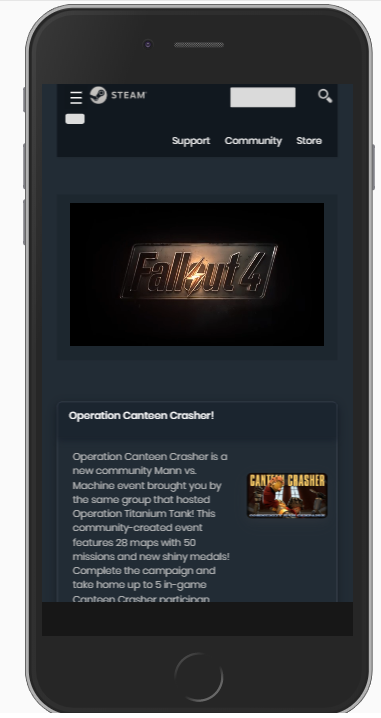 STEAM
Support Community Store
Fallout 4
Operation Canteen Crasher!
Operation Canteen Crasher is a
new community Mann vs.
Machine event brought you by
the same group that hosted
Operation Titanium Tank! This
community-created event
features 28 maps with 50
missions and new shiny medals!
Complete the campaign and
take home up to 5 in-game
Canteen Crasher participan
CANTEEN CRASHER